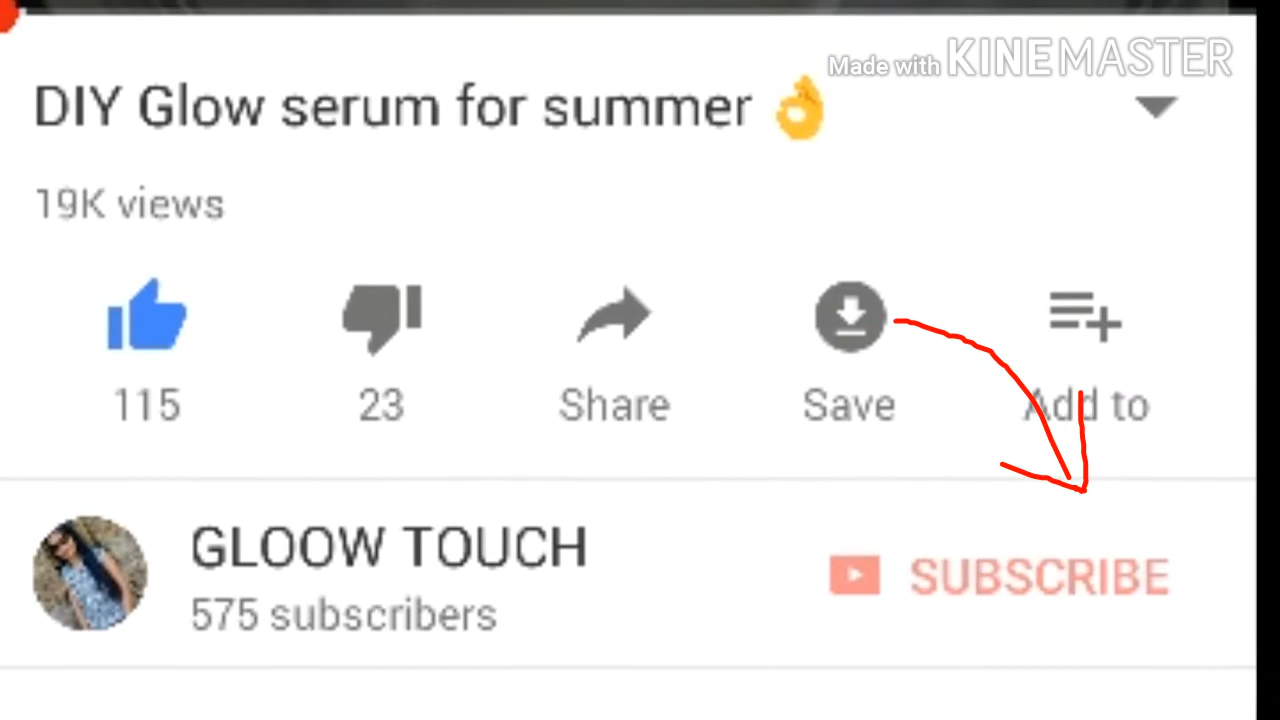 Made with KINEMASTER
DIY Glow serum for summer 👌
19K views
115 23 Share Save Add to
GLOOW TOUCH
575 subscribers
SUBSCRIBE